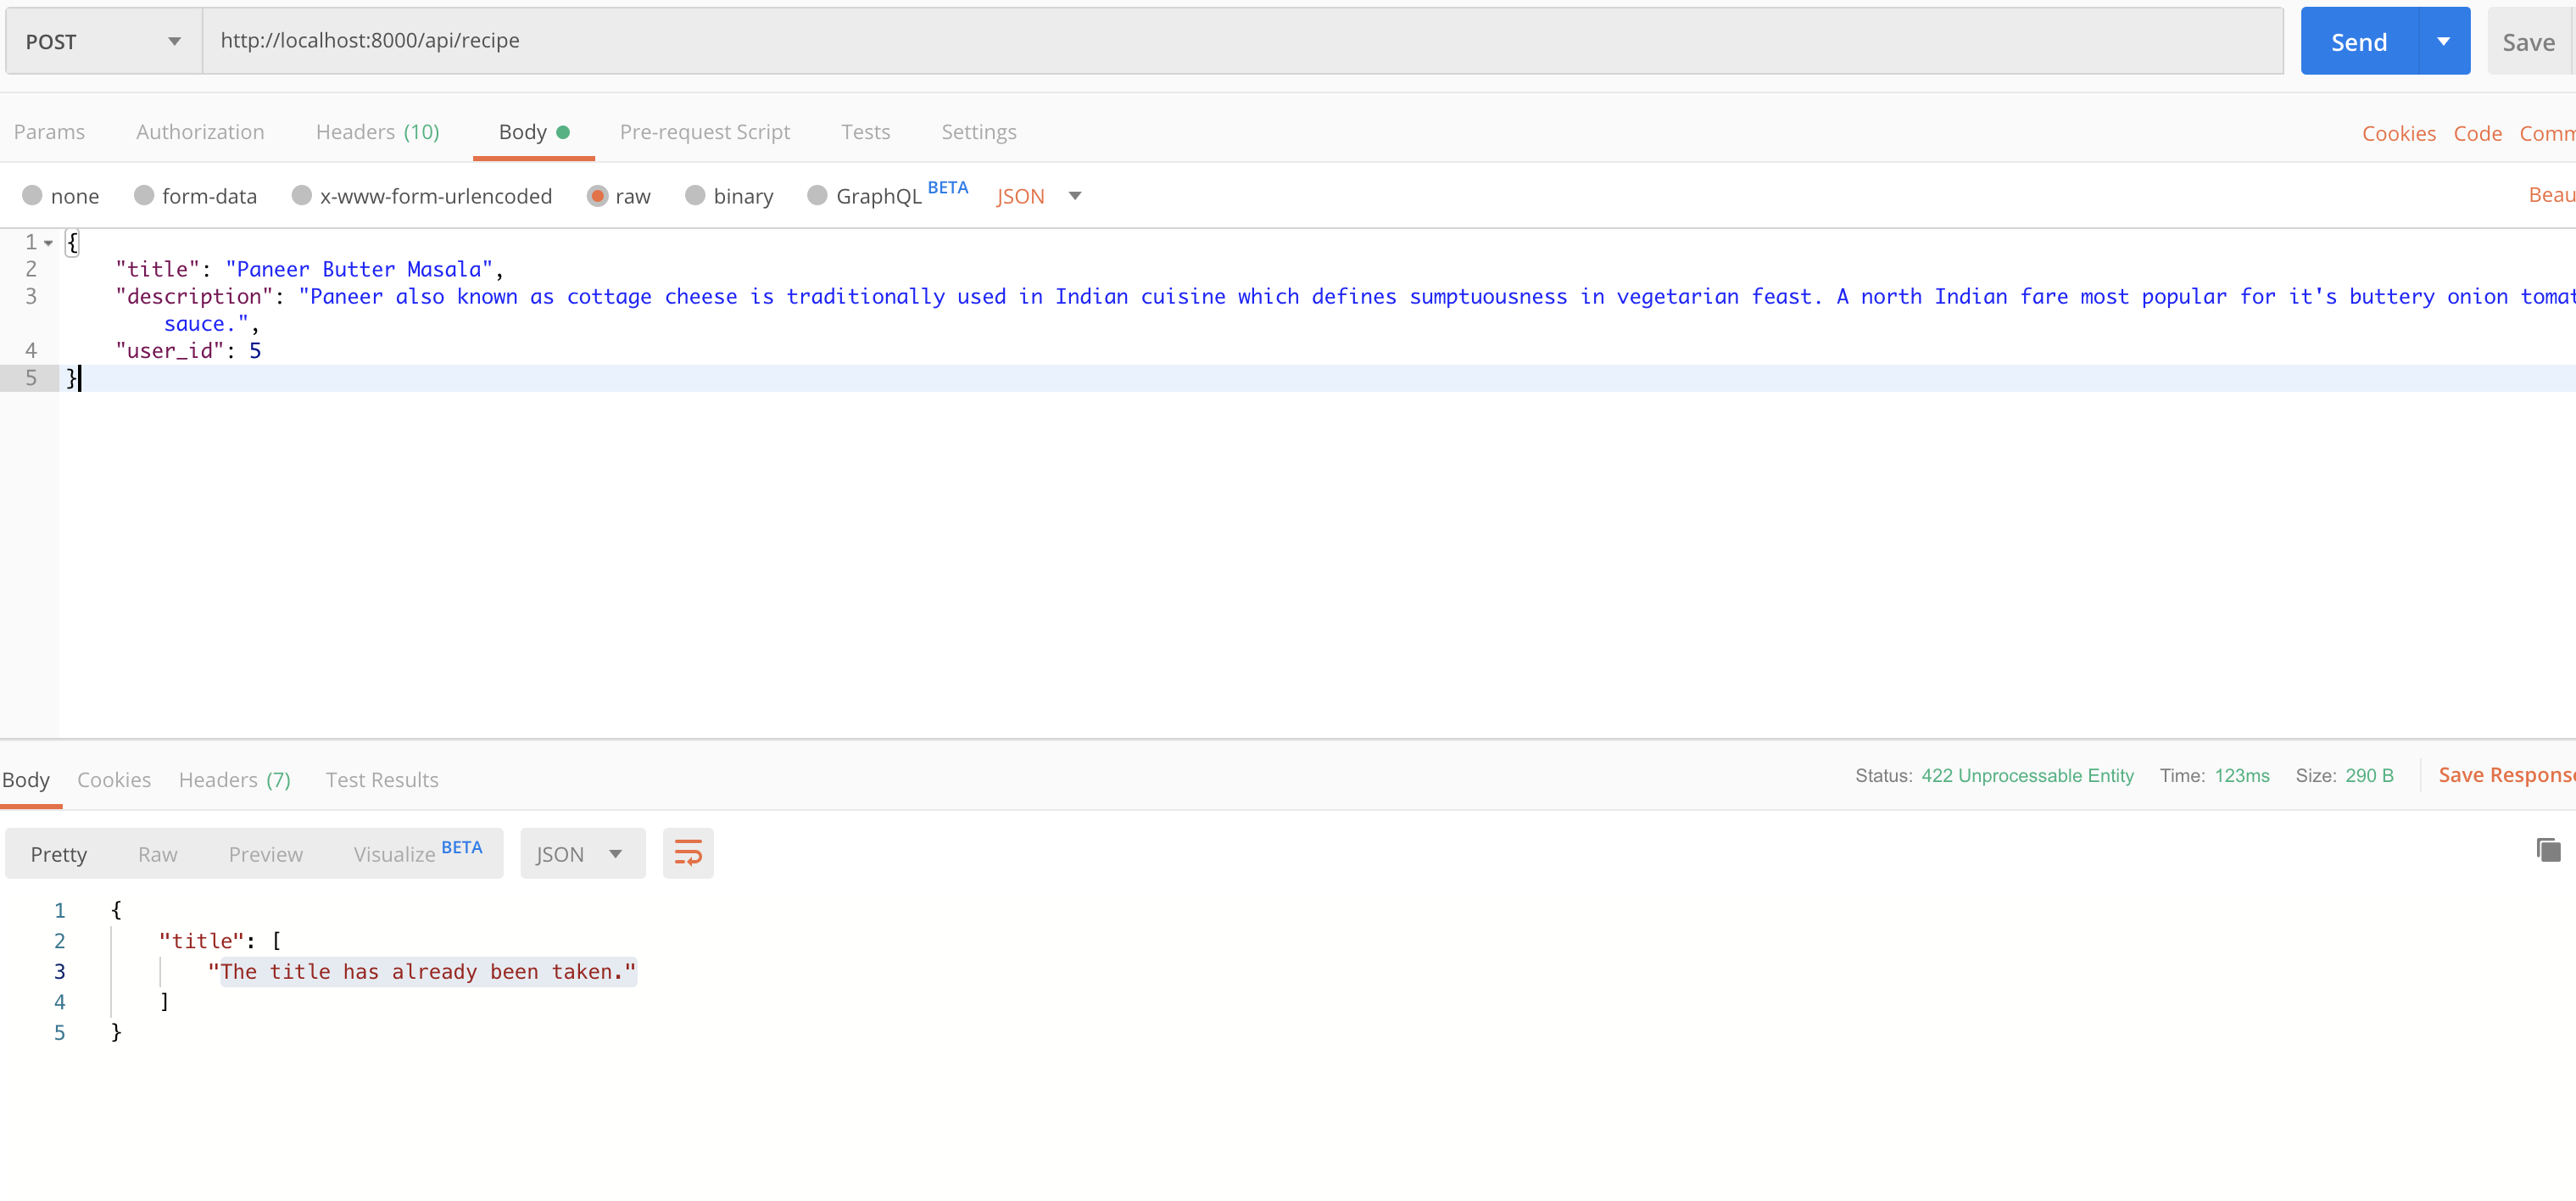 POST http://localhost:8000/api/recipe Send Save
Params Authorization Headers (10) Body Pre-request Script Tests Settings Cookies Code Comm
none form-data x-www-form-urlencoded raw binary GraphQL BETA JSON Beau
1 {
2 "title": "Paneer Butter Masala",
3 "description": "Paneer also known as cottage cheese is traditionally used in Indian cuisine which defines sumptuousness in vegetarian feast. A north Indian fare most popular for it's buttery onion tomat
sauce.",
4 "user_id": 5
5 }
Body Cookies Headers (7) Test Results Status: 422 Unprocessable Entity Time: 123ms Size: 290 B Save Respons
Pretty Raw Preview Visualize BETA JSON
1 {
2 "title": [
3 "The title has already been taken."
4 ]
5 }